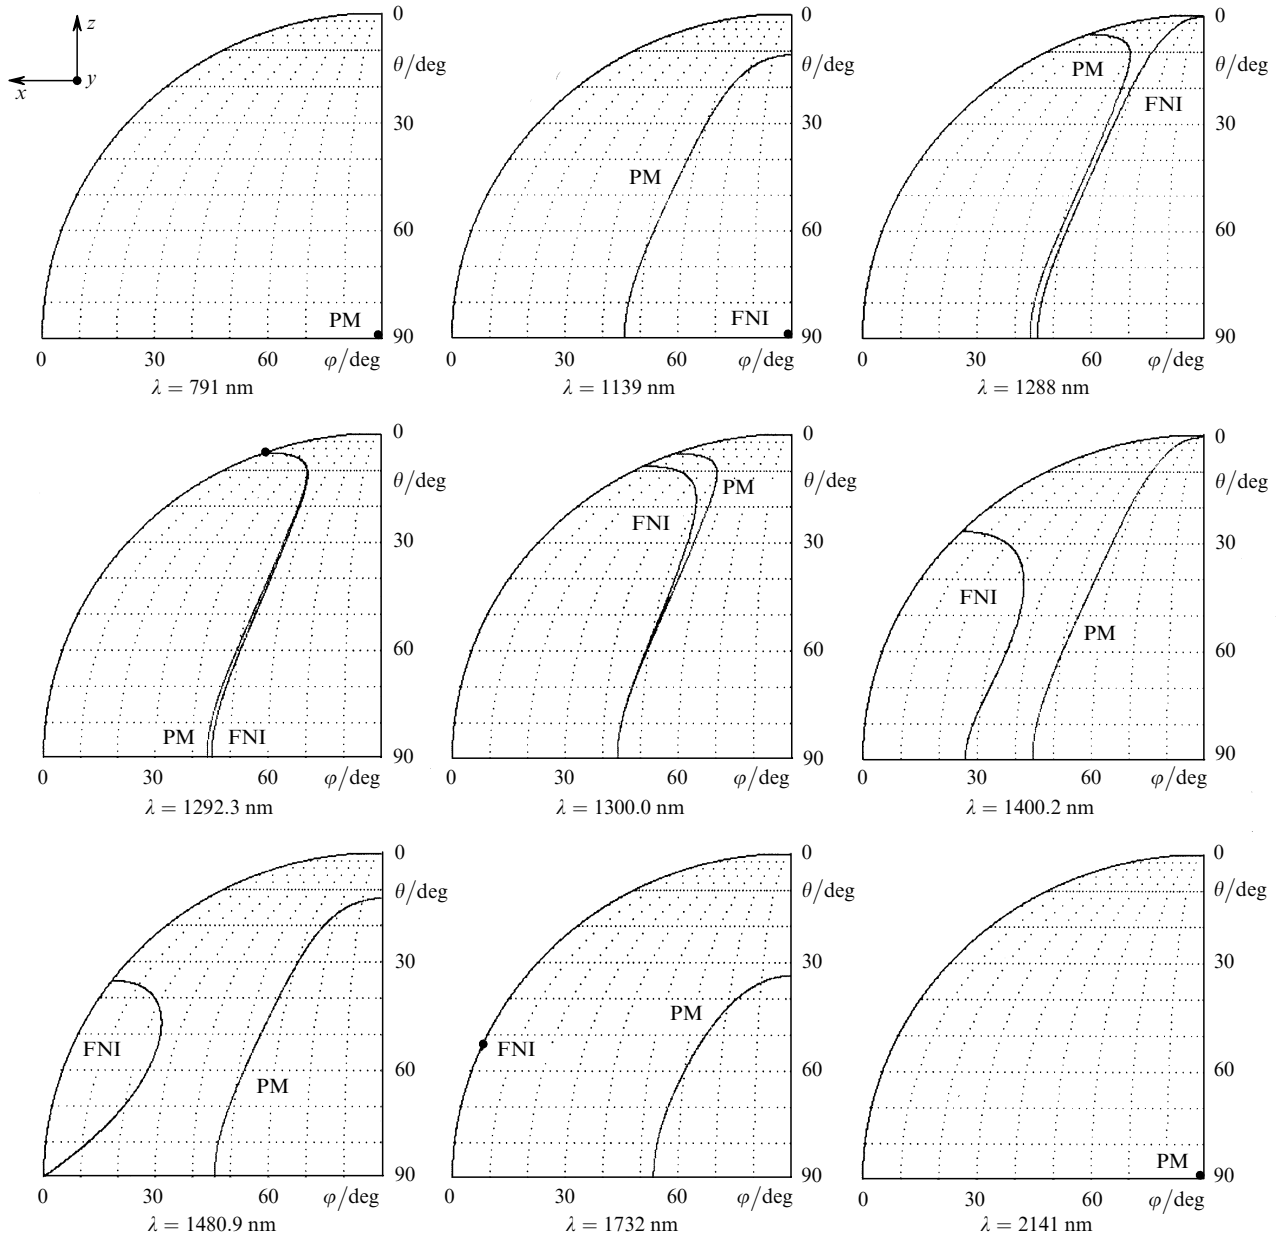 z
y
x
0
θ/deg
30
60
PM
90
0 30 60 φ/deg
λ = 791 nm
0
θ/deg
30
PM
60
FNI
90
0 30 60 φ/deg
λ = 1139 nm
0
PM
θ/deg
FNI
30
60
90
0 30 60 φ/deg
λ = 1288 nm
0
θ/deg
30
60
PM FNI
90
0 30 60 φ/deg
λ = 1292.3 nm
0
θ/deg
PM
FNI
30
60
90
0 30 60 φ/deg
λ = 1300.0 nm
0
θ/deg
30
FNI
PM
60
90
0 30 60 φ/deg
λ = 1400.2 nm
0
θ/deg
30
FNI
60
PM
90
0 30 60 φ/deg
λ = 1480.9 nm
0
θ/deg
30
PM
FNI
60
90
0 30 60 φ/deg
λ = 1732 nm
0
θ/deg
30
60
PM
90
0 30 60 φ/deg
λ = 2141 nm